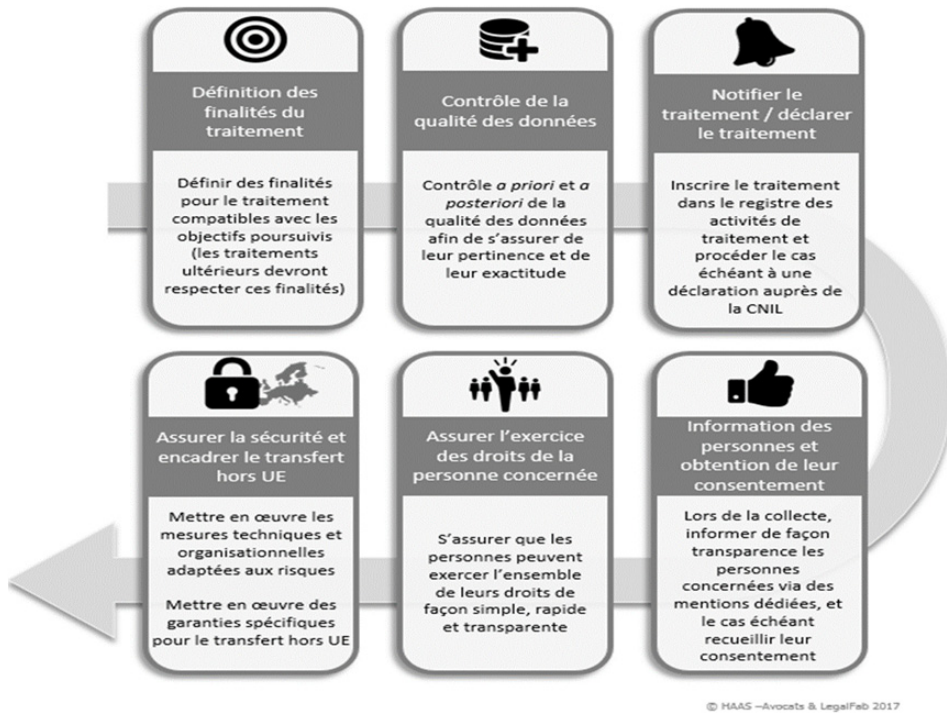 Définition des
finalités du
traitement
Définir des finalités
pour le traitement
compatibles avec les
objectifs poursuivis
(les traitements
ultérieurs devront
respecter ces finalités)
Contrôle de la
qualité des données
Contrôle a priori et a
posteriori de la
qualité des données
afin de s'assurer de
leur pertinence et de
leur exactitude
Notifier le
traitement / déclarer
le traitement
Inscrire le traitement
dans le registre des
activités de
traitement et
procéder le cas
échéant à une
déclaration auprès de
la CNIL
Information des
personnes et
obtention de leur
consentement
Lors de la collecte,
informer de façon
transparence les
personnes
concernées via des
mentions dédiées, et
le cas échéant
recueillir leur
consentement
Assurer l'exercice
des droits de la
personne concernée
S'assurer que les
personnes peuvent
exercer l'ensemble
de leurs droits de
façon simple, rapide
et transparente
Assurer la sécurité et
encadrer le transfert
hors UE
Mettre en œuvre les
mesures techniques et
organisationnelles
adaptées aux risques
Mettre en œuvre des
garanties spécifiques
pour le transfert hors UE
© HAAS –Avocats & LegalFab 2017